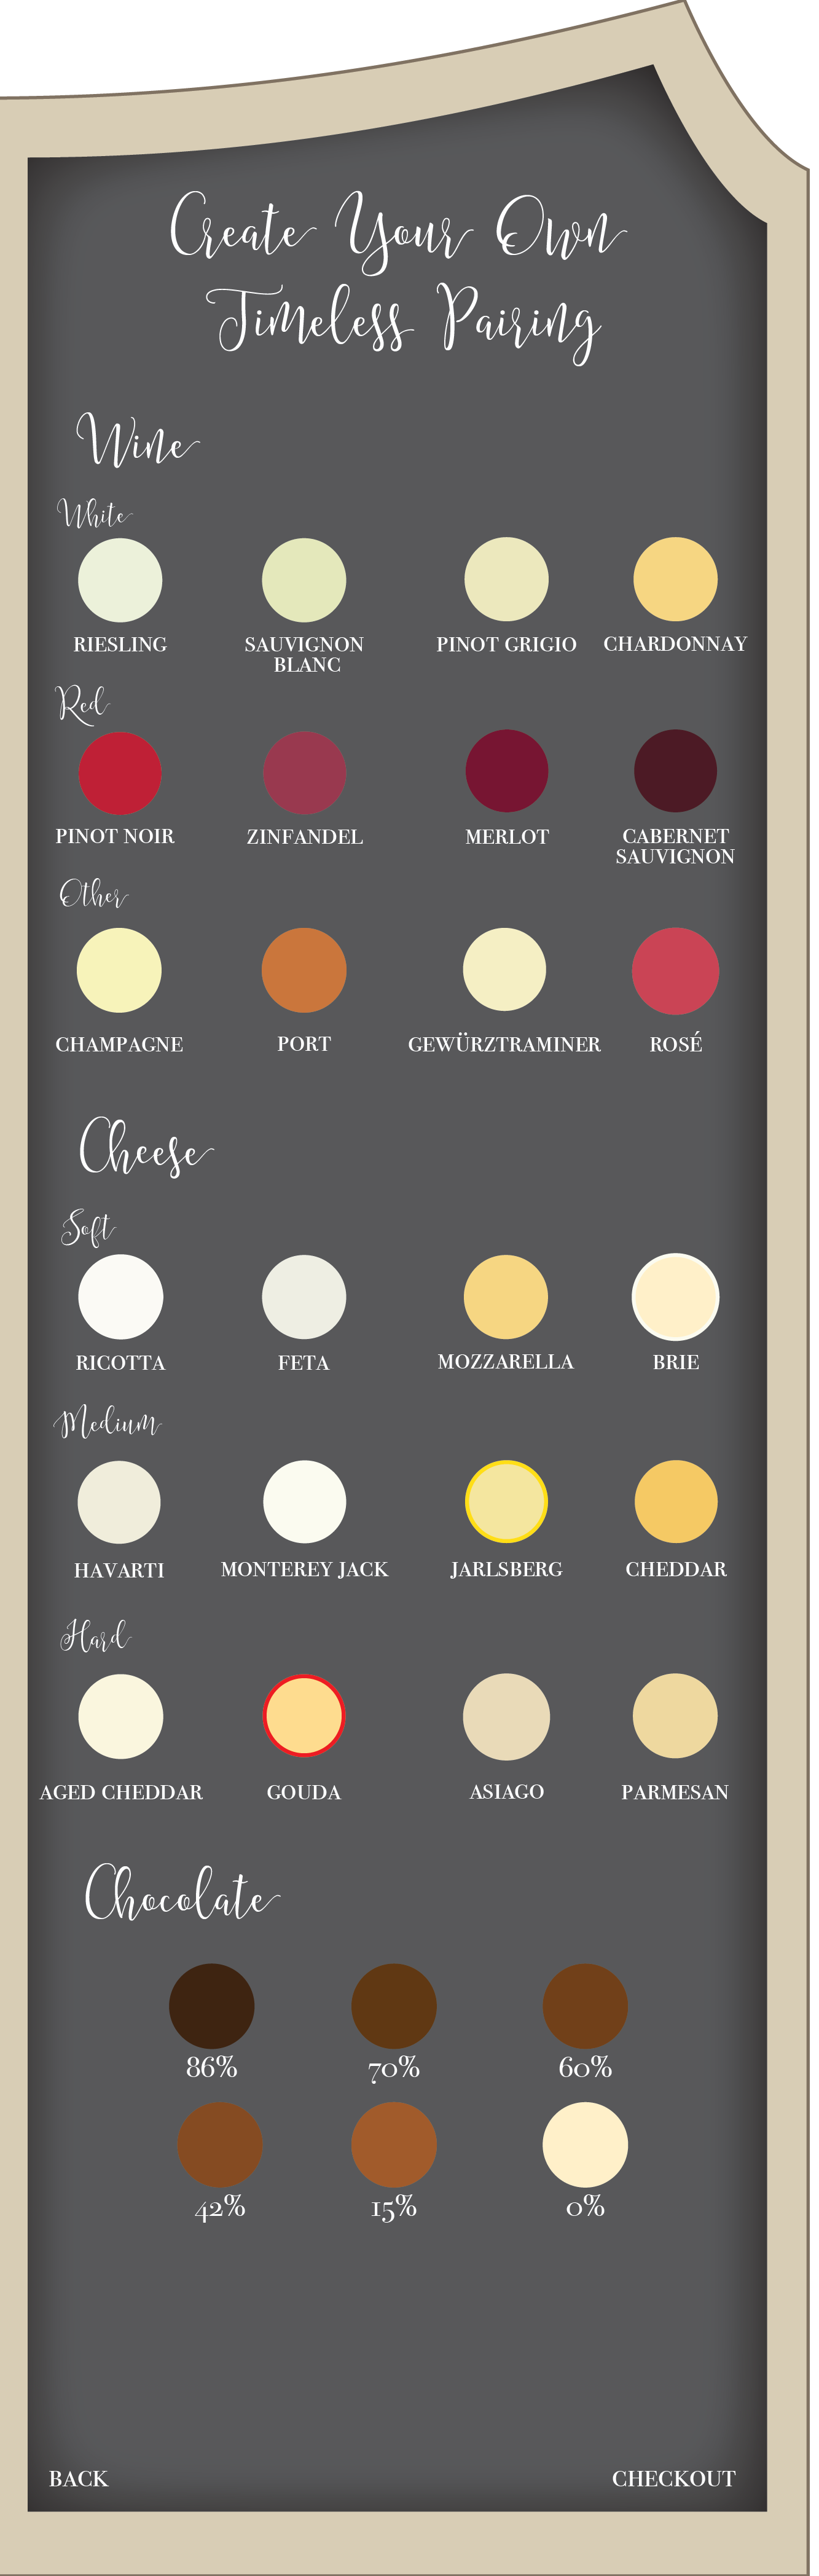 Create Your Own
Timeless Pairing
Wine
White
RIESLING
SAUVIGNON
BLANC
PINOT GRIGIO
CHARDONNAY
Red
PINOT NOIR
ZINFANDEL
MERLOT
CABERNET
SAUVIGNON
Other
CHAMPAGNE
PORT
GEWÜRZTRAMINER
ROSÉ
Cheese
Soft
RICOTTA
FETA
MOZZARELLA
BRIE
Medium
HAVARTI
MONTEREY JACK
JARLSBERG
CHEDDAR
Hard
AGED CHEDDAR
GOUDA
ASIAGO
PARMESAN
Chocolate
86%
70%
60%
42%
15%
0%
BACK
CHECKOUT